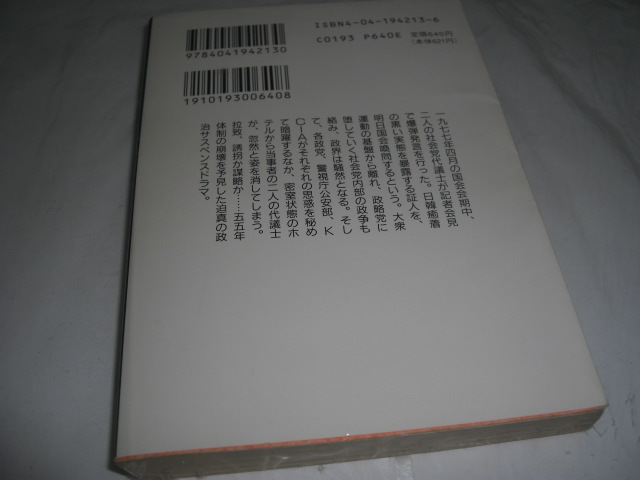 ISBN4-04-194213-6
C0193 P640E
定価640円
(本体621円)
9784041942130
1910193006408
一九七七年四月の国会会期中、
二人の社会党代議士が記者会見
で爆弾発言を行った。日韓癒着
の黒い実態を暴露する証人を、
明日国会喚問するという。大衆
運動の基盤から離れ、政略党に
堕していく社会党内部の政争も
絡み、政界は騒然となる。そし
て、各政党、警視庁公安部、K
CIAがそれぞれの思惑を秘め
て暗躍するなか、密室状態のホ
テルから当事者の二人の代議士
が、忽然と姿を消してしまう。
拉致、誘拐か謀略か……五五年
体制の崩壊を予見した迫真の政
治サスペンスドラマ。